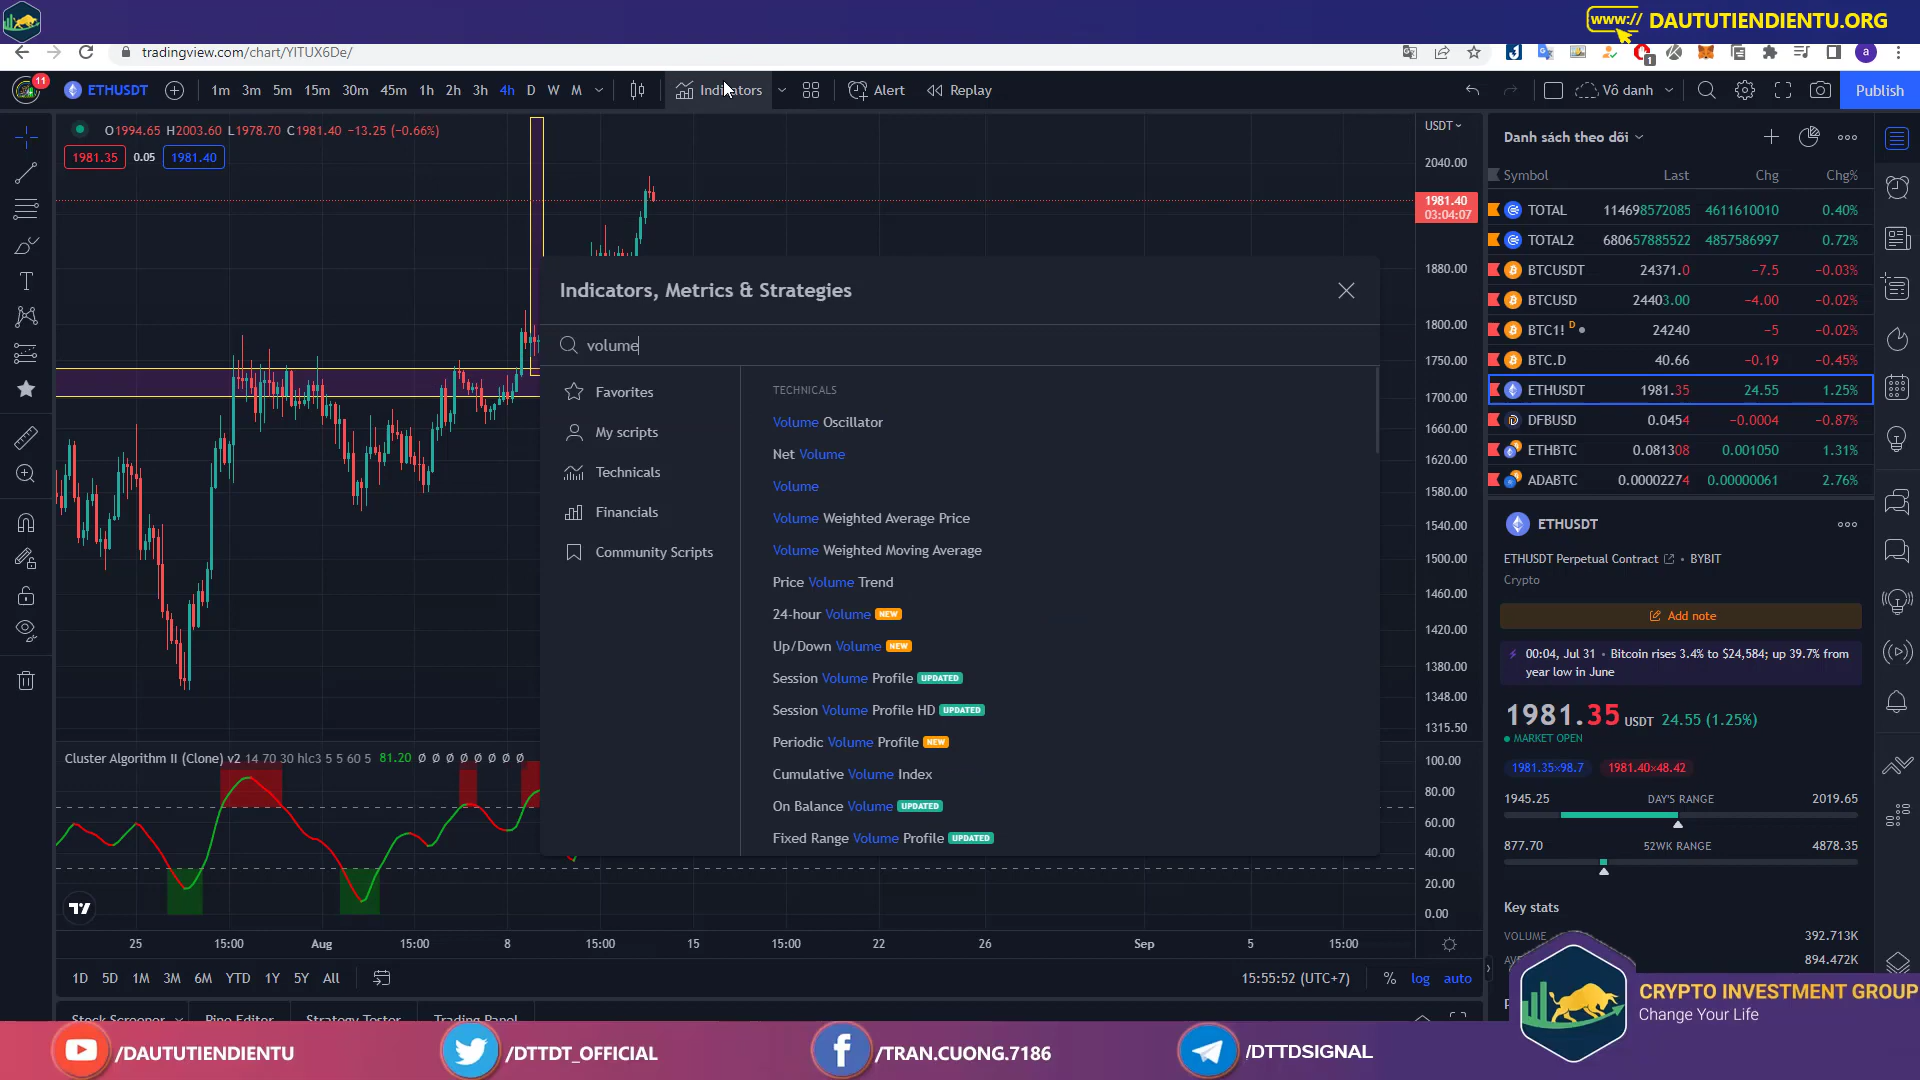 www:// DAUTUTIENDIENTU.ORG
tradingview.com/chart/YlTUX6De/
1
a
11
ETHUSDT
1m 3m 5m 15m 30m 45m 1h 2h 3h 4h D W M
Indicators
Alert
Replay
Vô danh
Publish
O1994.65 H2003.60 L1978.70 C1981.40 −13.25 (−0.66%)
1981.35 0.05 1981.40
USDT
2040.00
1981.40
03:04:07
1880.00
1800.00
1750.00
1700.00
1660.00
1620.00
1580.00
1540.00
1500.00
1460.00
1420.00
1380.00
1348.00
1315.50
Indicators, Metrics & Strategies
volume
Favorites
My scripts
Technicals
Financials
Community Scripts
TECHNICALS
Volume Oscillator
Net Volume
Volume
Volume Weighted Average Price
Volume Weighted Moving Average
Price Volume Trend
24-hour Volume NEW
Up/Down Volume NEW
Session Volume Profile UPDATED
Session Volume Profile HD UPDATED
Periodic Volume Profile NEW
Cumulative Volume Index
On Balance Volume UPDATED
Fixed Range Volume Profile UPDATED
Cluster Algorithm II (Clone) v2 14 70 30 hlc3 5 5 60 5 81.20 Ø Ø Ø Ø Ø Ø Ø Ø
100.00
80.00
60.00
40.00
20.00
0.00
25 15:00 Aug 15:00 8 15:00 15 15:00 22 26 Sep 5 15:00
1D 5D 1M 3M 6M YTD 1Y 5Y All
15:55:52 (UTC+7) % log auto
Stock Screener Pine Editor Strategy Tester Trading Panel
Danh sách theo dõi
Symbol Last Chg Chg%
TOTAL 114698572085 4611610010 0.40%
TOTAL2 680657885522 4857586997 0.72%
BTCUSDT 24371.0 −7.5 −0.03%
BTCUSD 24403.00 −4.00 −0.02%
BTC1! D 24240 −5 −0.02%
BTC.D 40.66 −0.19 −0.45%
ETHUSDT 1981.35 24.55 1.25%
DFBUSD 0.0454 −0.0004 −0.87%
ETHBTC 0.081308 0.001050 1.31%
ADABTC 0.00002274 0.00000061 2.76%
ETHUSDT
ETHUSDT Perpetual Contract • BYBIT
Crypto
Add note
00:04, Jul 31 • Bitcoin rises 3.4% to $24,584; up 39.7% from
year low in June
1981.35 USDT 24.55 (1.25%)
MARKET OPEN
1981.35×98.7 1981.40×48.42
1945.25 DAY'S RANGE 2019.65
877.70 52WK RANGE 4878.35
Key stats
VOLUME 392.713K
894.472K
CRYPTO INVESTMENT GROUP
Change Your Life
/DAUTUTIENDIENTU
/DTTDT_OFFICIAL
/TRAN.CUONG.7186
/DTTDSIGNAL